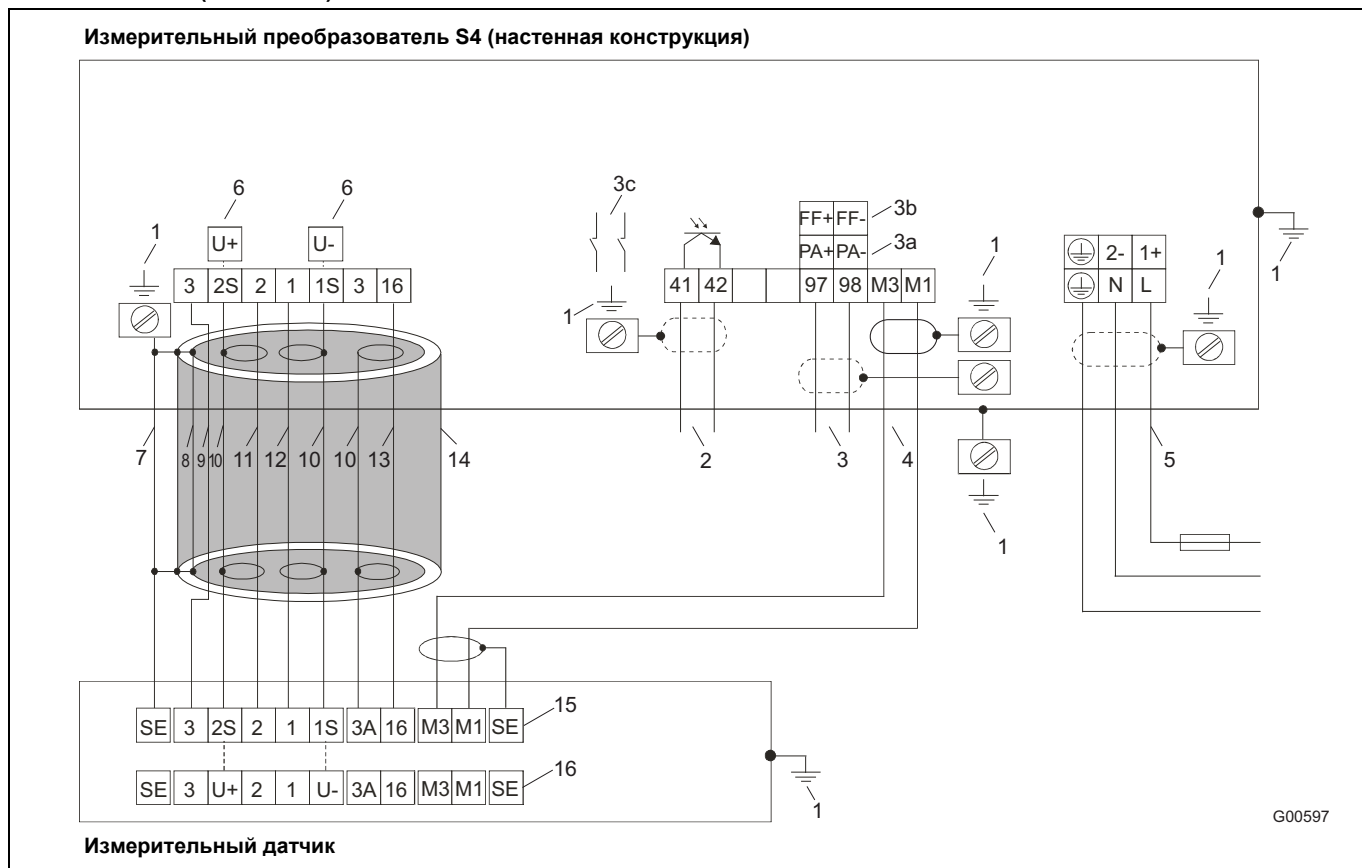 Измерительный преобразователь S4 (настенная конструкция)
6 6 3c
FF+ FF- 3b
1 U+ U- PA+ PA- 3a 1 2- 1+ 1 1
3 2S 2 1 1S 3 16 1 41 42 97 98 M3 M1 N L
7 8 9 10 11 12 10 10 13 14 2 3 4 5
1
SE 3 2S 2 1 1S 3A 16 M3 M1 SE 15
SE 3 U+ 2 1 U- 3A 16 M3 M1 SE 16
1
G00597
Измерительный датчик